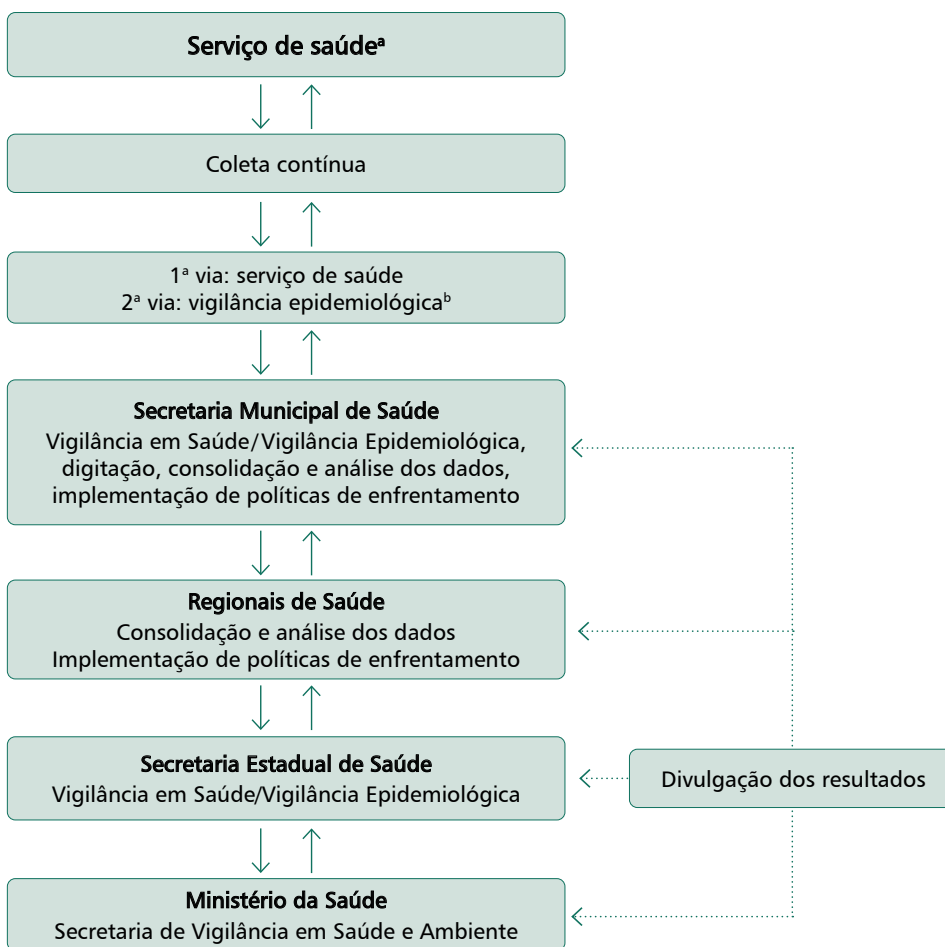 Serviço de saúdeᵃ
Coleta contínua
1ª via: serviço de saúde
2ª via: vigilância epidemiológicaᵇ
Secretaria Municipal de Saúde
Vigilância em Saúde/Vigilância Epidemiológica,
digitação, consolidação e análise dos dados,
implementação de políticas de enfrentamento
Regionais de Saúde
Consolidação e análise dos dados
Implementação de políticas de enfrentamento
Secretaria Estadual de Saúde
Vigilância em Saúde/Vigilância Epidemiológica
Divulgação dos resultados
Ministério da Saúde
Secretaria de Vigilância em Saúde e Ambiente